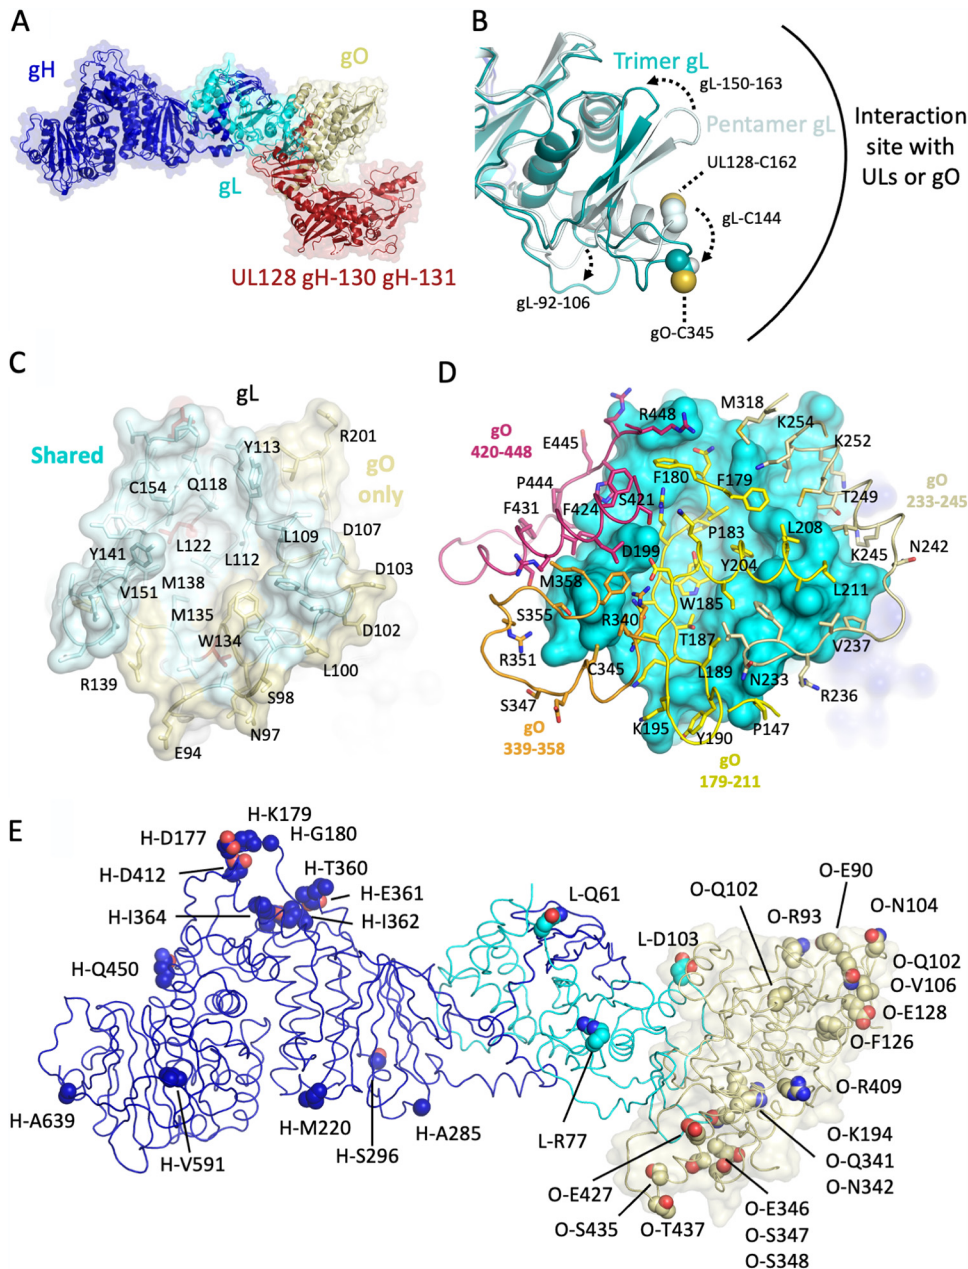 A
gH
gO
gL
UL128 gH-130 gH-131
B
Trimer gL
gL-150-163
Pentamer gL
UL128-C162
gL-C144
gL-92-106
gO-C345
Interaction
site with
ULs or gO
C
gL
Shared
Y113
R201
gO
only
C154
Q118
D107
L109
Y141
L122
L112
D103
V151
M138
M135
D102
W134
L100
R139
S98
N97
E94
D
M318
R448
K254
gO
420-448
E445
K252
F180
F179
gO
233-245
P444
S421
T249
F431
F424
P183
L208
N242
D199
Y204
K245
M358
L211
W185
S355
R340
T187
V237
R351
C345
L189
N233
R236
S347
K195
Y190
P147
gO
339-358
gO
179-211
E
H-K179
H-D177
H-G180
H-D412
H-T360
H-E361
H-I364
H-I362
L-Q61
O-Q102
O-E90
O-R93
O-N104
L-D103
H-Q450
O-Q102
O-V106
O-E128
O-F126
O-R409
H-A639
H-M220
H-A285
H-V591
H-S296
L-R77
O-K194
O-Q341
O-N342
O-E427
O-S435
O-T437
O-E346
O-S347
O-S348